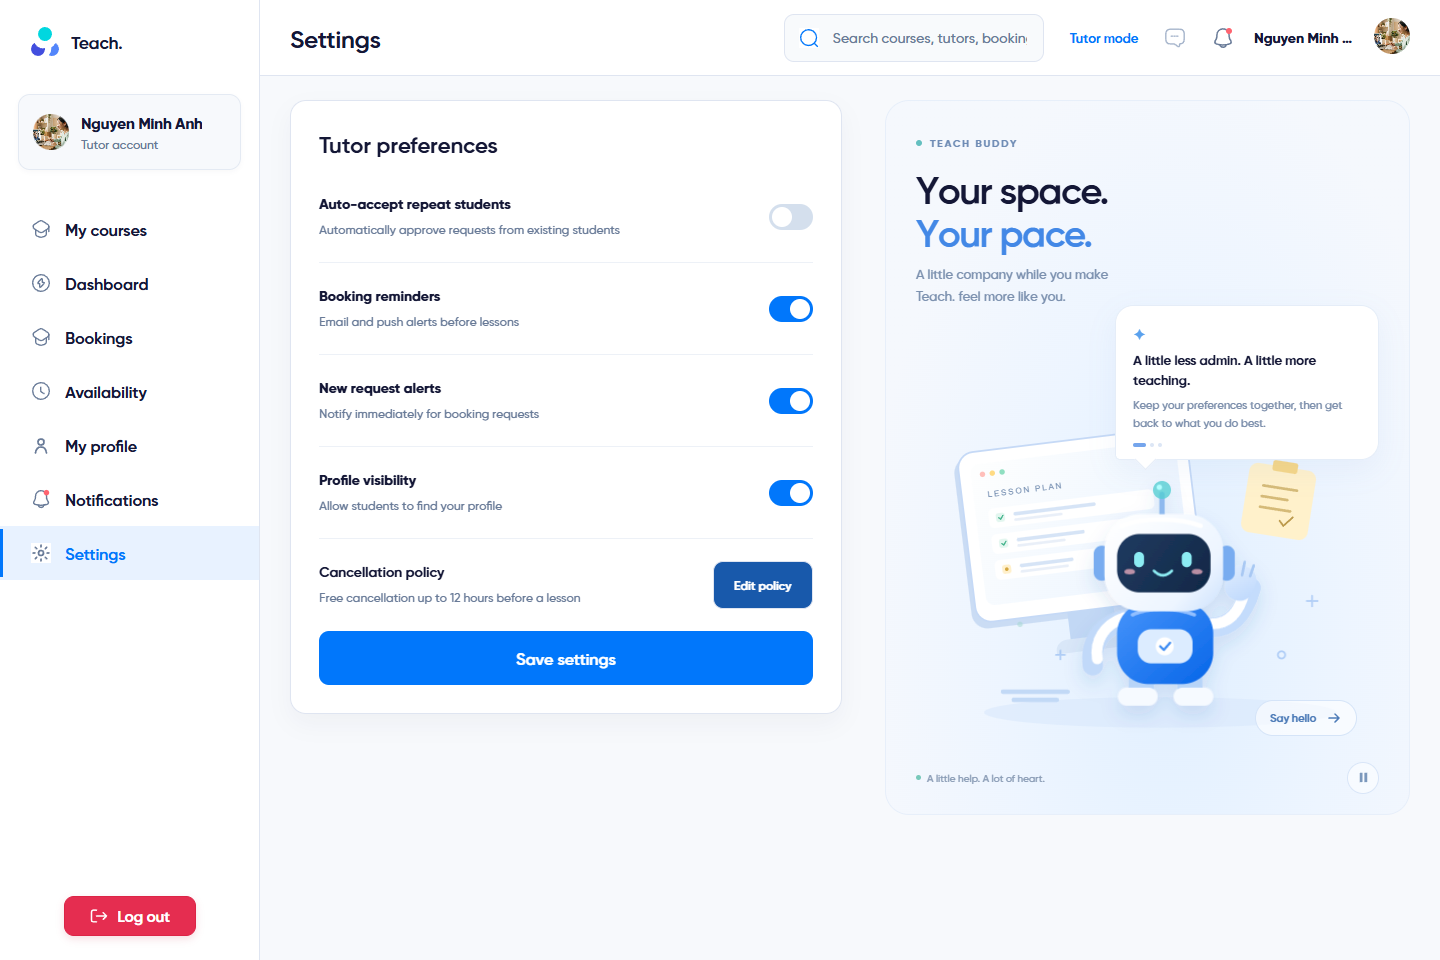 Teach.
Nguyen Minh Anh
Tutor account
My courses
Dashboard
Bookings
Availability
My profile
Notifications
Settings
Log out
Settings
Search courses, tutors, bookin
Tutor mode
Nguyen Minh ...
Tutor preferences
Auto-accept repeat students
Automatically approve requests from existing students
Booking reminders
Email and push alerts before lessons
New request alerts
Notify immediately for booking requests
Profile visibility
Allow students to find your profile
Cancellation policy
Free cancellation up to 12 hours before a lesson
Edit policy
Save settings
TEACH BUDDY
Your space.
Your pace.
A little company while you make
Teach. feel more like you.
A little less admin. A little more
teaching.
Keep your preferences together, then get
back to what you do best.
LESSON PLAN
Say hello
A little help. A lot of heart.